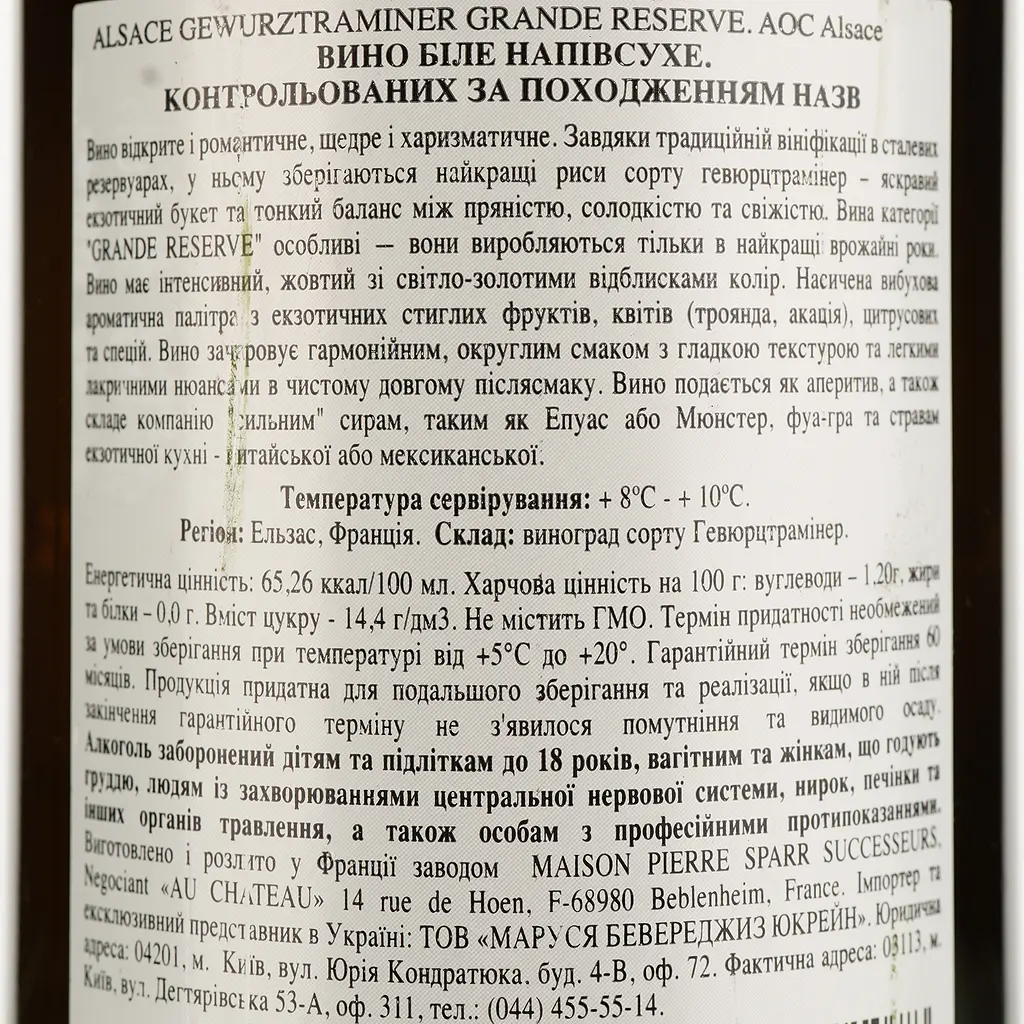 ALSACE GEWURZTRAMINER GRANDE RESERVE. AOC Alsace
ВИНО БІЛЕ НАПІВСУХЕ.
КОНТРОЛЬОВАНИХ ЗА ПОХОДЖЕННЯМ НАЗВ
Вино відкрите і романтичне, щедре і харизматичне. Завдяки традиційній вініфікації в сталевих
резервуарах, у ньому зберігаються найкращі риси сорту гевюрцтрамінер – яскравий
екзотичний букет та тонкий баланс між пряністю, солодкістю та свіжістю. Вина категорії
"GRANDE RESERVE" особливі – вони виробляються тільки в найкращі врожайні роки.
Вино має інтенсивний, жовтий зі світло-золотими відблисками колір. Насичена вибухова
ароматична палітра з екзотичних стиглих фруктів, квітів (троянда, акація), цитрусових
та спецій. Вино зачаровує гармонійним, округлим смаком з гладкою текстурою та легкими
лакричними нюансами в чистому довгому післясмаку. Вино подається як аперитив, а також
складе компанію "сильним" сирам, таким як Епуас або Мюнстер, фуа-гра та стравам
екзотичної кухні - китайської або мексиканської.
Температура сервірування: + 8°C - + 10°C.
Регіон: Ельзас, Франція. Склад: виноград сорту Гевюрцтрамінер.
Енергетична цінність: 65,26 ккал/100 мл. Харчова цінність на 100 г: вуглеводи – 1,20г, жири
та білки – 0,0 г. Вміст цукру - 14,4 г/дм3. Не містить ГМО. Термін придатності необмежений
за умови зберігання при температурі від +5°C до +20°. Гарантійний термін зберігання 60
місяців. Продукція придатна для подальшого зберігання та реалізації, якщо в ній після
закінчення гарантійного терміну не з'явилося помутніння та видимого осаду.
Алкоголь заборонений дітям та підліткам до 18 років, вагітним та жінкам, що годують
груддю, людям із захворюваннями центральної нервової системи, нирок, печінки та
інших органів травлення, а також особам з професійними протипоказаннями.
Виготовлено і розлито у Франції заводом MAISON PIERRE SPARR SUCCESSEURS.
Negociant «AU CHATEAU» 14 rue de Hoen, F-68980 Beblenheim, France. Імпортер та
ексклюзивний представник в Україні: ТОВ «МАРУСЯ БЕВЕРЕДЖИЗ ЮКРЕЙН». Юридична
адреса: 04201, м. Київ, вул. Юрія Кондратюка. буд. 4-В, оф. 72. Фактична адреса: 03113, м.
Київ, вул. Дегтярівська 53-А, оф. 311, тел.: (044) 455-55-14.